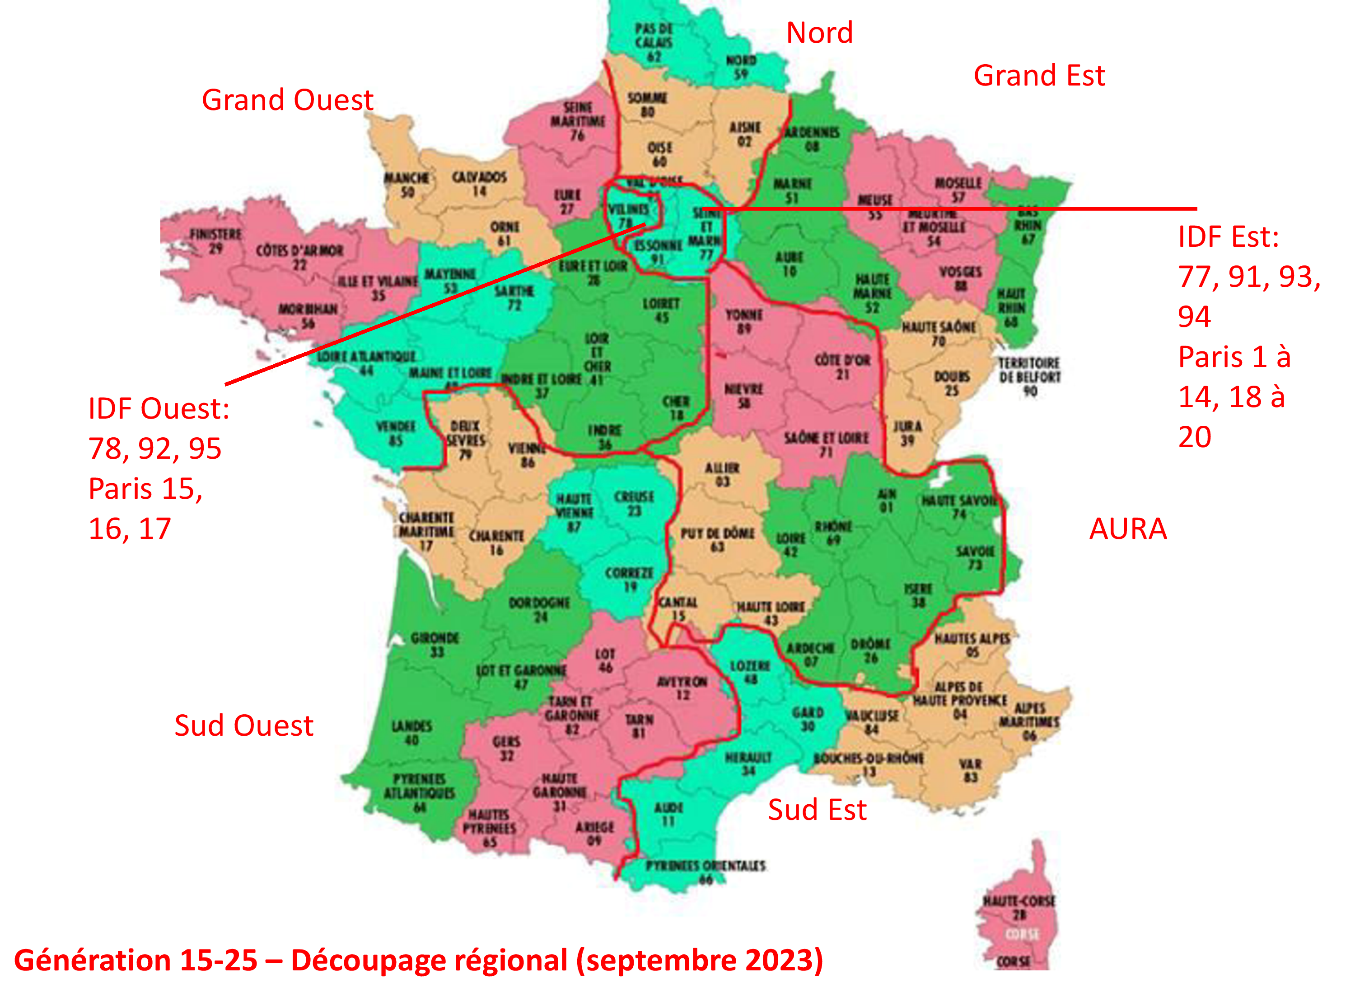 Nord
Grand Est
Grand Ouest
PAS DE
CALAIS
62
NORD
59
SOMME
80
AISNE
02
OISE
60
SEINE
MARITIME
76
EURE
27
ARDENNES
08
MARNE
51
MEUSE
55
MOSELLE
57
MEURTHE
ET MOSELLE
54
BAS
RHIN
67
VOSGES
88
HAUT
RHIN
68
AUBE
10
HAUTE
MARNE
52
MANCHE
50
CALVADOS
14
ORNE
61
VAL D'OISE
YVELINES
78
SEINE
ET
MARN
77
ESSONNE
91
FINISTERE
29
CÔTES D'ARMOR
22
ILLE ET VILAINE
35
MORBIHAN
56
MAYENNE
53
SARTHE
72
EURE ET LOIR
28
LOIRET
45
LOIR
ET
CHER
41
YONNE
89
CÔTE D'OR
21
NIEVRE
58
SAÔNE ET LOIRE
71
HAUTE SAÔNE
70
DOUBS
25
JURA
39
TERRITOIRE
DE BELFORT
90
LOIRE ATLANTIQUE
44
MAINE ET LOIRE
49
INDRE ET LOIRE
37
CHER
18
INDRE
36
VENDEE
85
DEUX
SEVRES
79
VIENNE
86
IDF Est:
77, 91, 93,
94
Paris 1 à
14, 18 à
20
IDF Ouest:
78, 92, 95
Paris 15,
16, 17
ALLIER
03
PUY DE DÔME
63
CANTAL
15
HAUTE LOIRE
43
LOIRE
42
RHÔNE
69
AIN
01
HAUTE SAVOIE
74
SAVOIE
73
ISERE
38
ARDECHE
07
DRÔME
26
AURA
HAUTE
VIENNE
87
CREUSE
23
CORREZE
19
CHARENTE
MARITIME
17
CHARENTE
16
DORDOGNE
24
GIRONDE
33
LOT ET GARONNE
47
LANDES
40
PYRENEES
ATLANTIQUES
64
LOT
46
AVEYRON
12
TARN ET
GARONNE
82
TARN
81
GERS
32
HAUTE
GARONNE
31
HAUTES
PYRENEES
65
ARIEGE
09
Sud Ouest
LOZERE
48
GARD
30
HERAULT
34
AUDE
11
PYRENEES ORIENTALES
66
HAUTES ALPES
05
ALPES DE
HAUTE PROVENCE
04
ALPES
MARITIMES
06
VAUCLUSE
84
BOUCHES-DU-RHÔNE
13
VAR
83
Sud Est
HAUTE-CORSE
2B
CORSE
CORSE
Génération 15-25 – Découpage régional (septembre 2023)